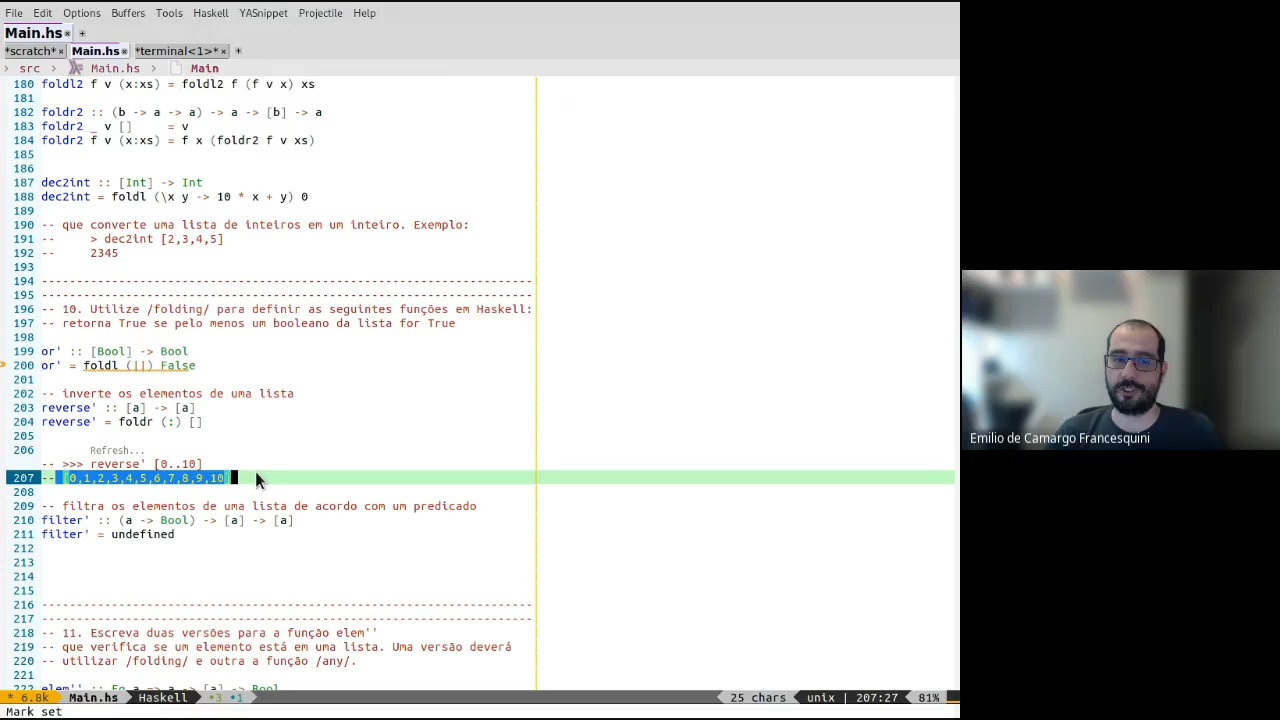 File Edit Options Buffers Tools Haskell YASnippet Projectile Help
Main.hs
*scratch* Main.hs *terminal<1>*
src Main.hs Main
180 foldl2 f v (x:xs) = foldl2 f (f v x) xs
181
182 foldr2 :: (b -> a -> a) -> a -> [b] -> a
183 foldr2 _ v [] = v
184 foldr2 f v (x:xs) = f x (foldr2 f v xs)
185
186
187 dec2int :: [Int] -> Int
188 dec2int = foldl (\x y -> 10 * x + y) 0
189
190 -- que converte uma lista de inteiros em um inteiro. Exemplo:
191 -- > dec2int [2,3,4,5]
192 -- 2345
193
194 ----------------------------------------------------------------------
195 ----------------------------------------------------------------------
196 -- 10. Utilize /folding/ para definir as seguintes funções em Haskell:
197 -- retorna True se pelo menos um booleano da lista for True
198
199 or' :: [Bool] -> Bool
200 or' = foldl (||) False
201
202 -- inverte os elementos de uma lista
203 reverse' :: [a] -> [a]
204 reverse' = foldr (:) []
205
206 Refresh...
-- >>> reverse' [0..10]
207 -- [0,1,2,3,4,5,6,7,8,9,10]
208
209 -- filtra os elementos de uma lista de acordo com um predicado
210 filter' :: (a -> Bool) -> [a] -> [a]
211 filter' = undefined
212
213
214
215
216 ----------------------------------------------------------------------
217 ----------------------------------------------------------------------
218 -- 11. Escreva duas versões para a função elem''
219 -- que verifica se um elemento está em uma lista. Uma versão deverá
220 -- utilizar /folding/ e outra a função /any/.
221
222 elem'' :: Eq a => a -> [a] -> Bool
* 6.8k Main.hs Haskell •3 •1 25 chars unix | 207:27 81%
Mark set
Emilio de Camargo Francesquini